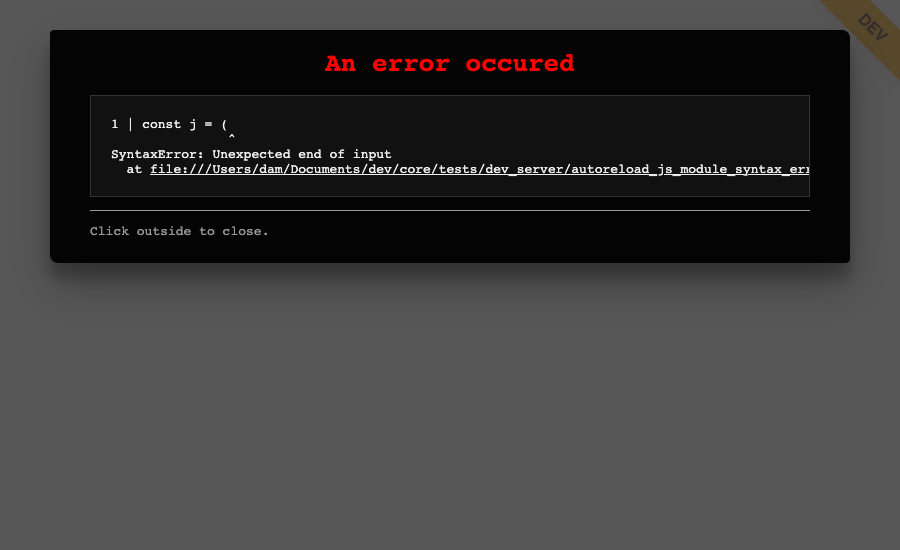 DEV
An error occured
1 | const j = (
^
SyntaxError: Unexpected end of input
at file:///Users/dam/Documents/dev/core/tests/dev_server/autoreload_js_module_syntax_err
Click outside to close.